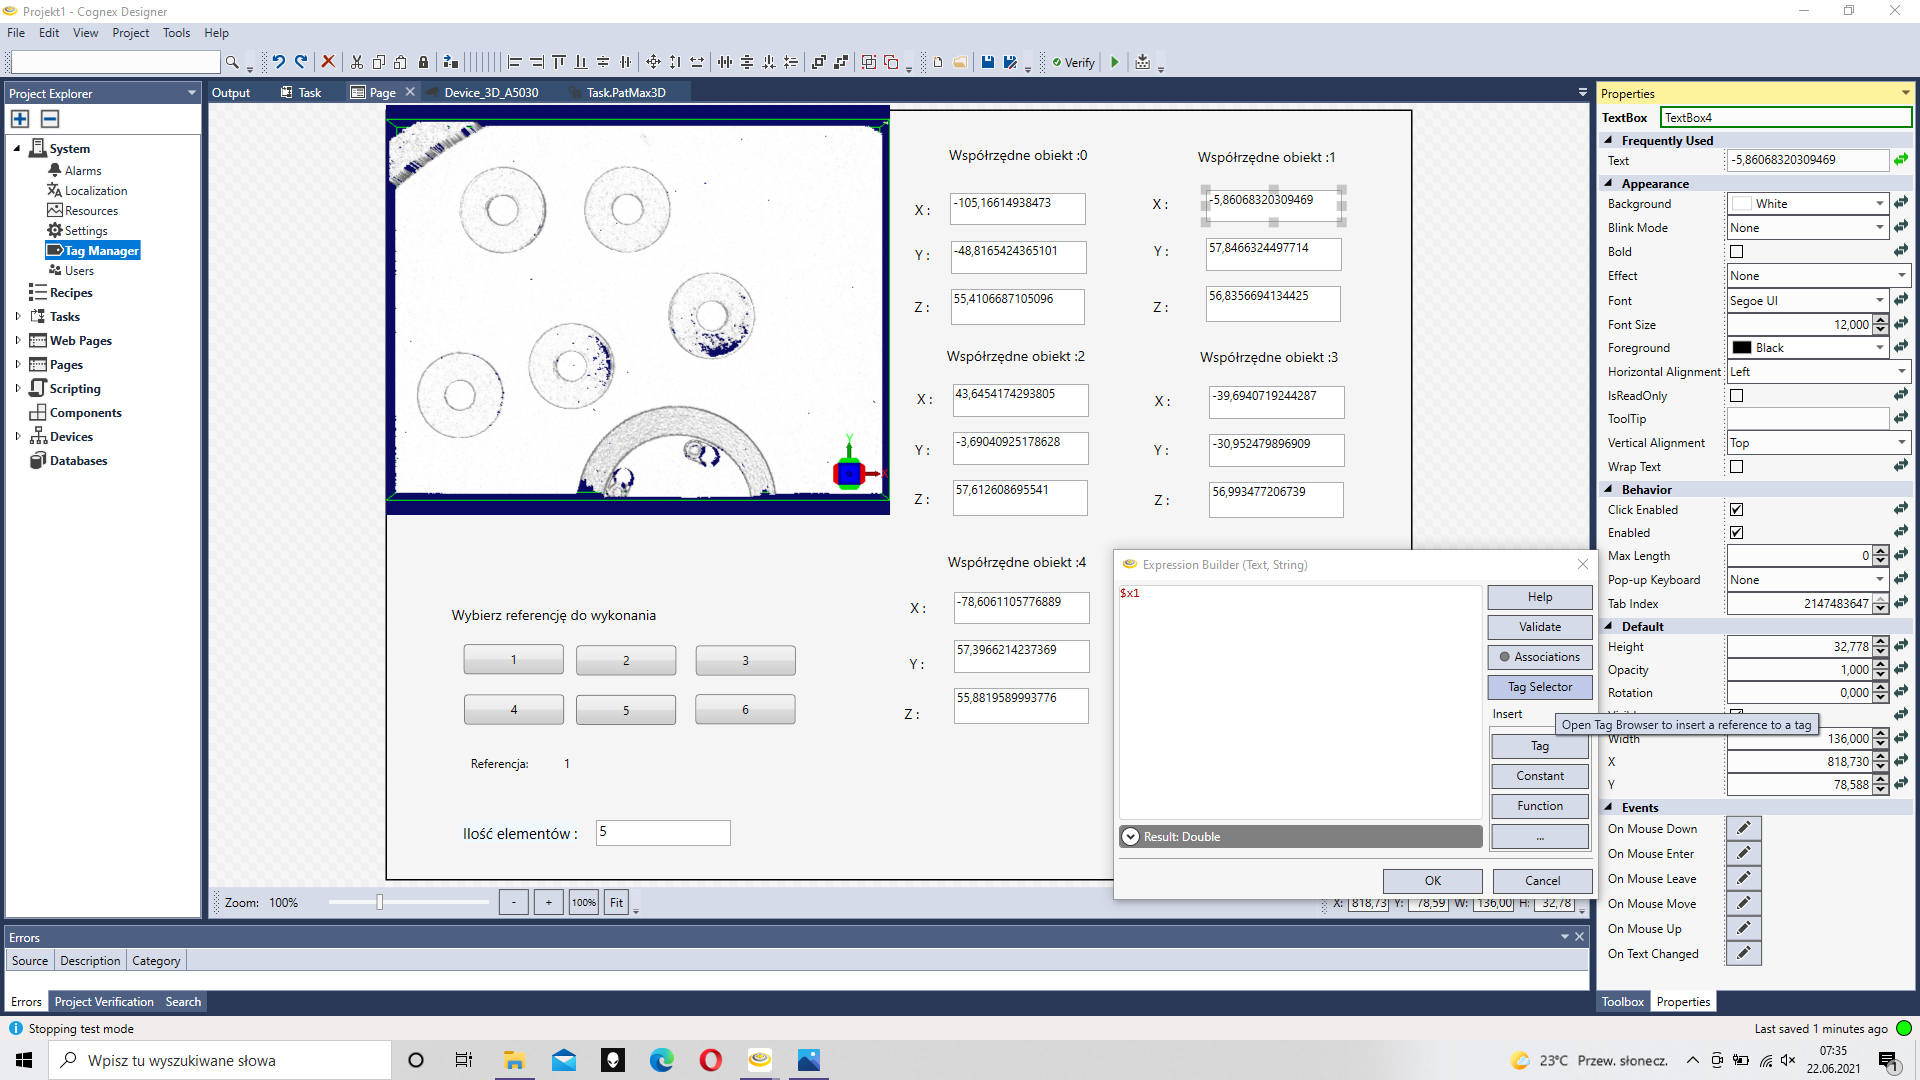 Projekt1 - Cognex Designer
File Edit View Project Tools Help
Verify
Project Explorer
System
Alarms
Localization
Resources
Settings
Tag Manager
Users
Recipes
Tasks
Web Pages
Pages
Scripting
Components
Devices
Databases
Output Task Page Device_3D_A5030 Task.PatMax3D
Y
X
Współrzędne obiekt :0
X : -105,16614938473
Y : -48,8165424365101
Z : 55,4106687105096
Współrzędne obiekt :1
X : -5,86068320309469
Y : 57,8466324497714
Z : 56,8356694134425
Współrzędne obiekt :2
X : 43,6454174293805
Y : -3,69040925178628
Z : 57,612608695541
Współrzędne obiekt :3
X : -39,6940719244287
Y : -30,952479896909
Z : 56,993477206739
Współrzędne obiekt :4
X : -78,6061105776889
Y : 57,3966214237369
Z : 55,8819589993776
Wybierz referencję do wykonania
1 2 3
4 5 6
Referencja: 1
Ilość elementów : 5
Expression Builder (Text, String)
$x1
Help
Validate
Associations
Tag Selector
Insert
Tag
Constant
Function
...
Result: Double
OK Cancel
Open Tag Browser to insert a reference to a tag
Zoom: 100% - + 100% Fit
X: 818,73 Y: 78,59 W: 136,00 H: 32,78
Properties
TextBox TextBox4
Frequently Used
Text -5,86068320309469
Appearance
Background White
Blink Mode None
Bold
Effect None
Font Segoe UI
Font Size 12,000
Foreground Black
Horizontal Alignment Left
IsReadOnly
ToolTip
Vertical Alignment Top
Wrap Text
Behavior
Click Enabled
Enabled
Max Length 0
Pop-up Keyboard None
Tab Index 2147483647
Default
Height 32,778
Opacity 1,000
Rotation 0,000
Width 136,000
X 818,730
Y 78,588
Events
On Mouse Down
On Mouse Enter
On Mouse Leave
On Mouse Move
On Mouse Up
On Text Changed
Toolbox Properties
Errors
Source Description Category
Errors Project Verification Search
Stopping test mode
Last saved 1 minutes ago
Wpisz tu wyszukiwane słowa
23°C Przew. słonecz.
07:35
22.06.2021
1